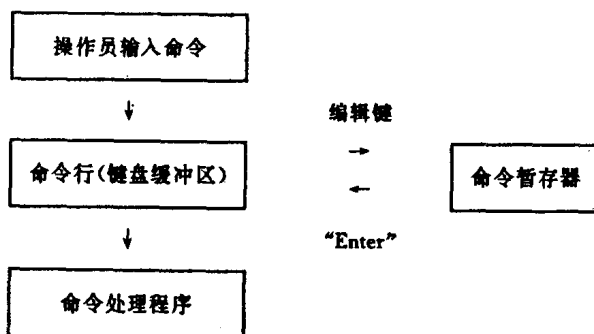 操作员输入命令
↓
编辑键
命令行(键盘缓冲区)
→
←
命令暂存器
↓
“Enter”
命令处理程序